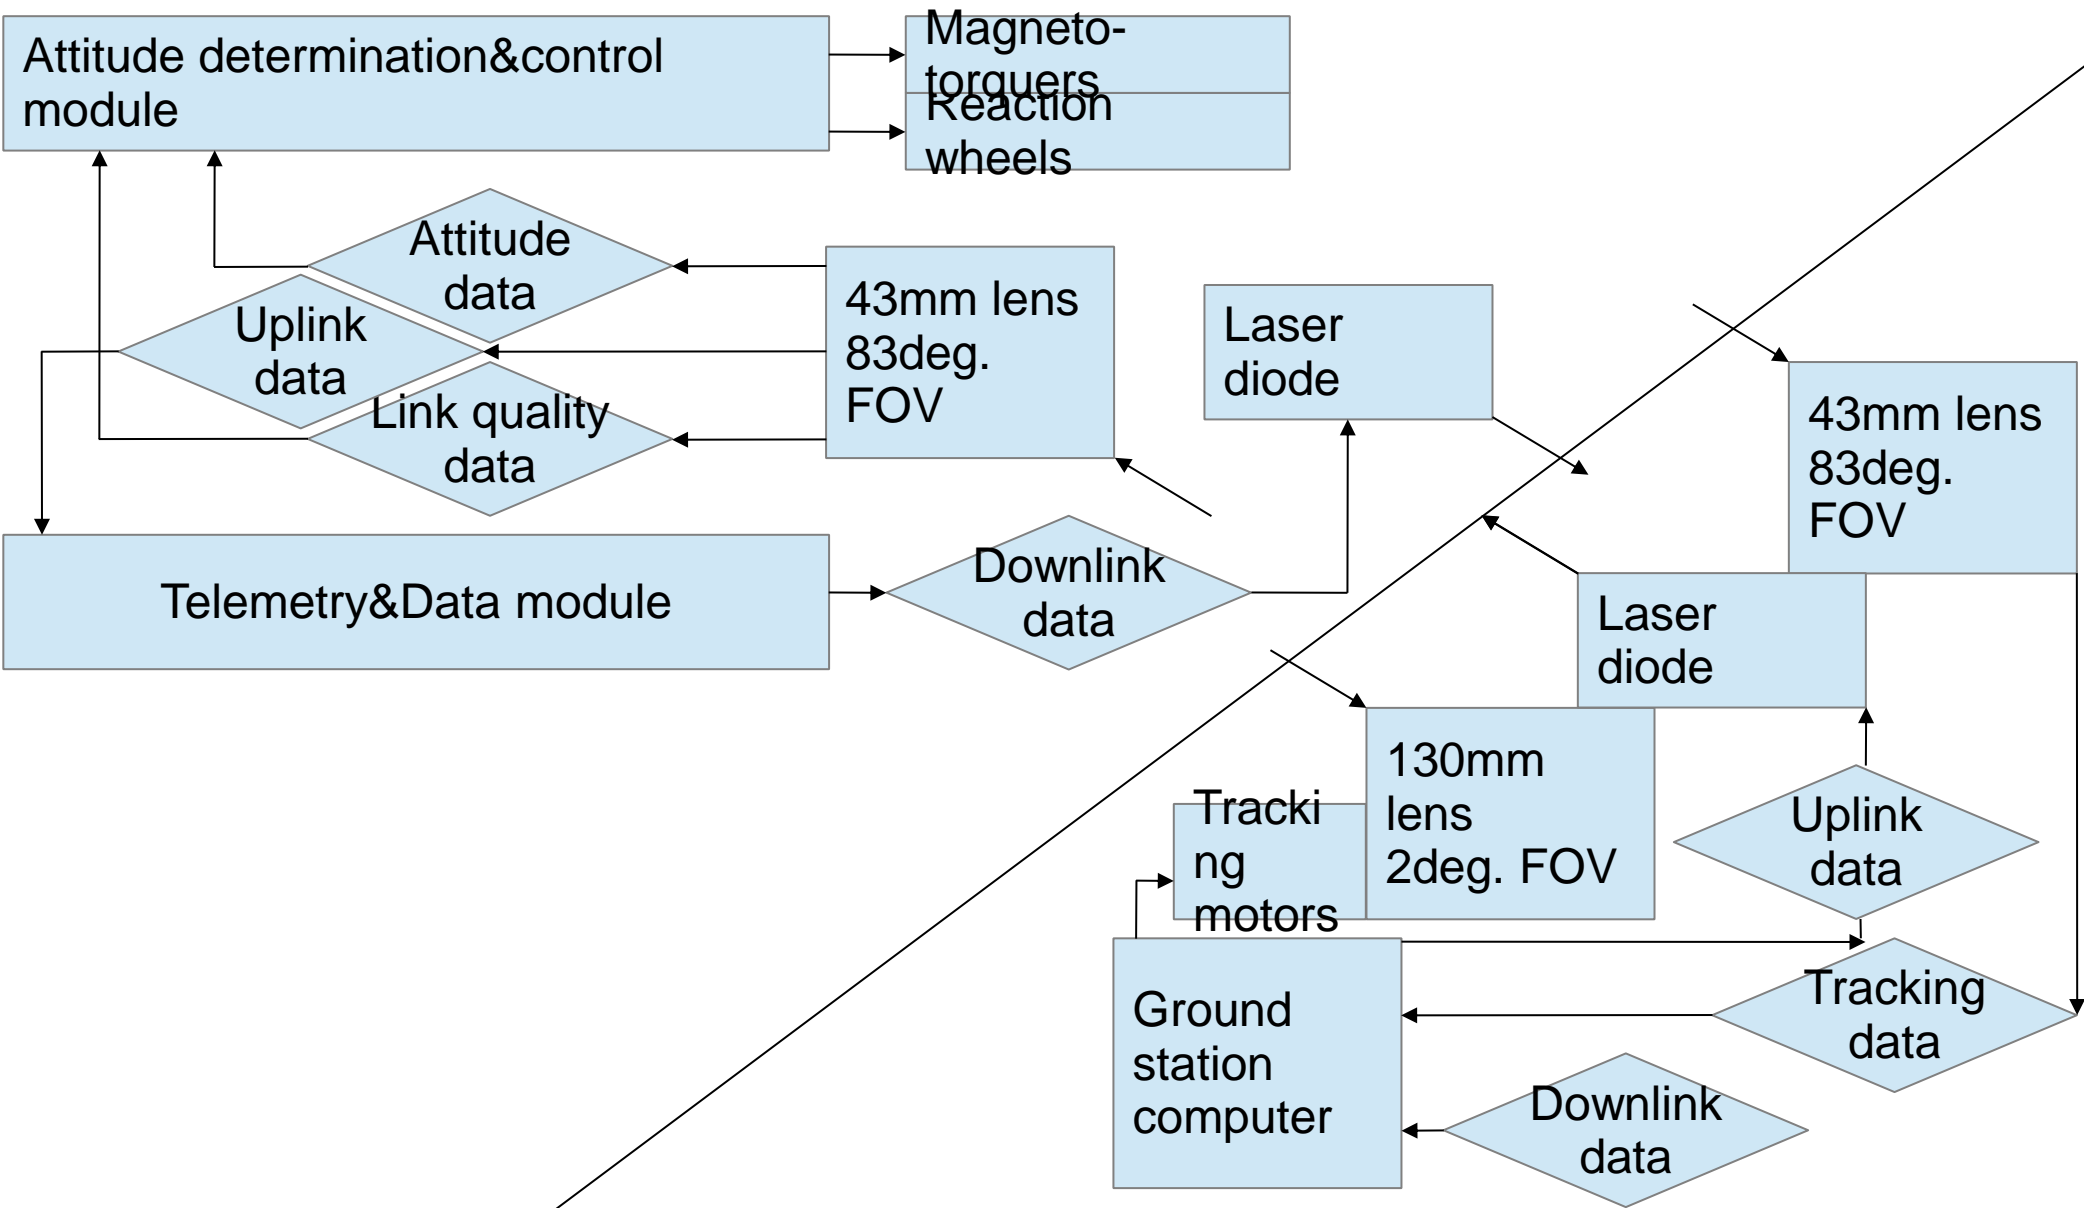 Attitude determination&control
module
Magneto-
torquers
Reaction
wheels
Attitude
data
Uplink
data
Link quality
data
43mm lens
83deg.
FOV
Laser
diode
Telemetry&Data module
Downlink
data
43mm lens
83deg.
FOV
Laser
diode
130mm
lens
2deg. FOV
Tracki
ng
motors
Uplink
data
Ground
station
computer
Tracking
data
Downlink
data